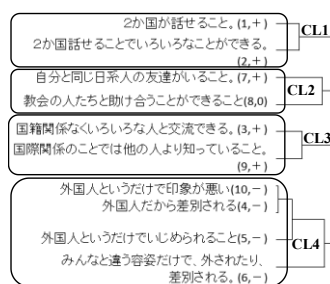 2か国が話せること。(1,+)
CL1
2か国話せることでいろいろなことができる。
(2,+)
自分と同じ日系人の友達がいること。(7,+)
CL2
教会の人たちと助け合うことができること(8,0)
国籍関係なくいろいろな人と交流できる。(3,+)
CL3
国際関係のことでは他の人より知っていること。
(9,+)
外国人というだけで印象が悪い(10,−)
外国人だから差別される(4,−)
外国人というだけでいじめられること(5,−)
CL4
みんなと違う容姿だけで、外されたり、
差別される。(6,−)